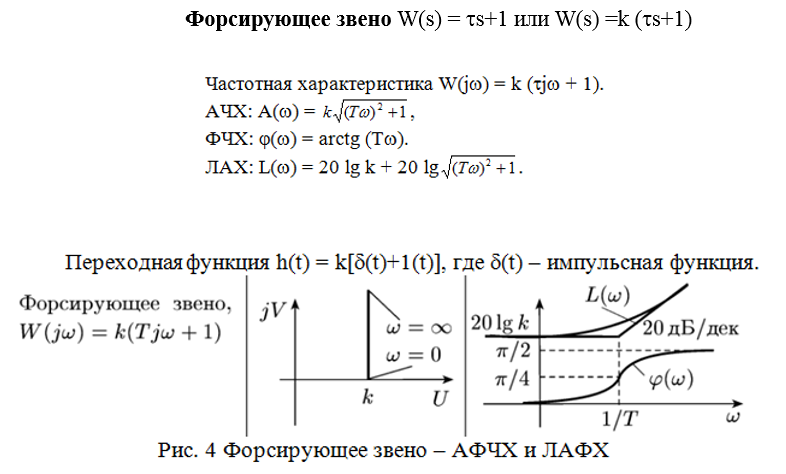 Форсирующее звено W(s) = τs+1 или W(s) =k (τs+1)
Частотная характеристика W(jω) = k (τjω + 1).
АЧХ: A(ω) = k√((Tω)² +1),
ФЧХ: φ(ω) = arctg (Tω).
ЛАХ: L(ω) = 20 lg k + 20 lg√((Tω)² +1).
Переходная функция h(t) = k[δ(t)+1(t)], где δ(t) – импульсная функция.
Форсирующее звено,
W(jω) = k(Tjω + 1)
jV
ω = ∞
ω = 0
k
U
L(ω)
20 lg k
20 дБ/дек
π/2
π/4
φ(ω)
1/T
ω
Рис. 4 Форсирующее звено – АФЧХ и ЛАФХ